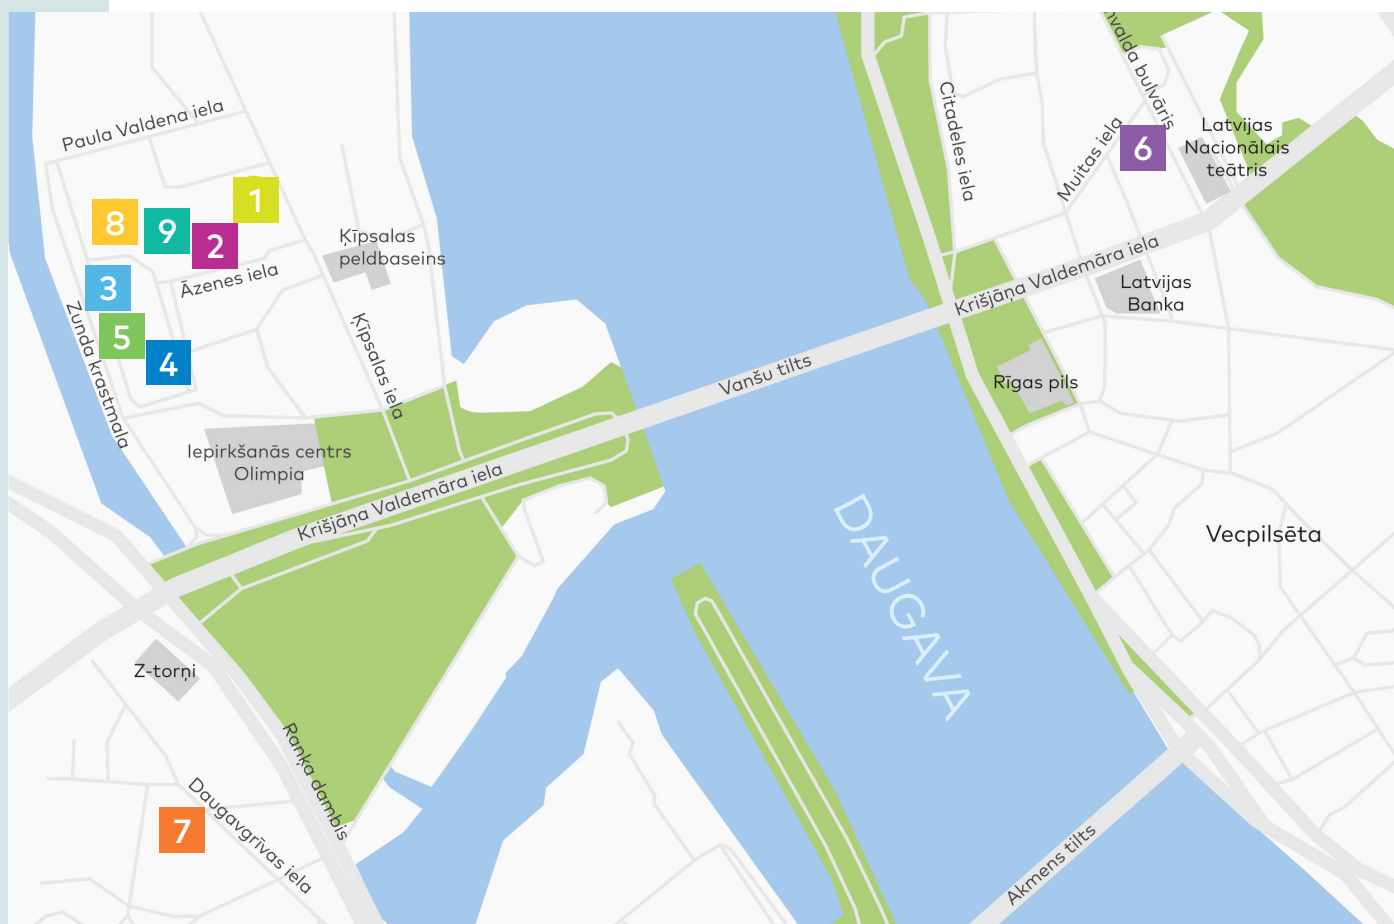 nvalda bulvāris
Paula Valdena iela
Citadeles iela
Muitas iela
6
Latvijas
Nacionālais
teātris
1
8
9
2
Āzenes iela
Ķīpsalas
peldbaseins
Krišjāņa Valdemāra iela
Latvijas
Banka
3
5
4
Zunda krastmala
Ķīpsalas iela
Vanšu tilts
Rīgas pils
Iepirkšanās centrs
Olimpia
Krišjāņa Valdemāra iela
DAUGAVA
Vecpilsēta
Z-torņi
Raņķa dambis
Daugavgrīvas iela
7
Akmens tilts